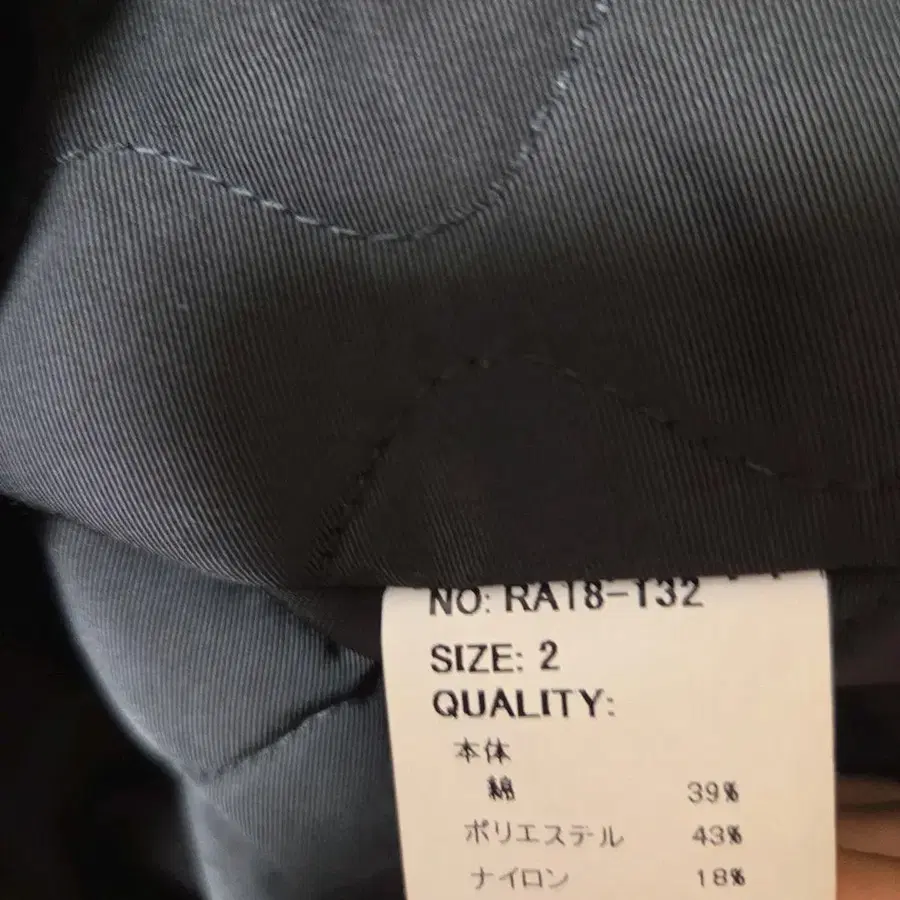 NO: RA18-132
SIZE: 2
QUALITY:
本体
綿 39%
ポリエステル 43%
ナイロン 18%